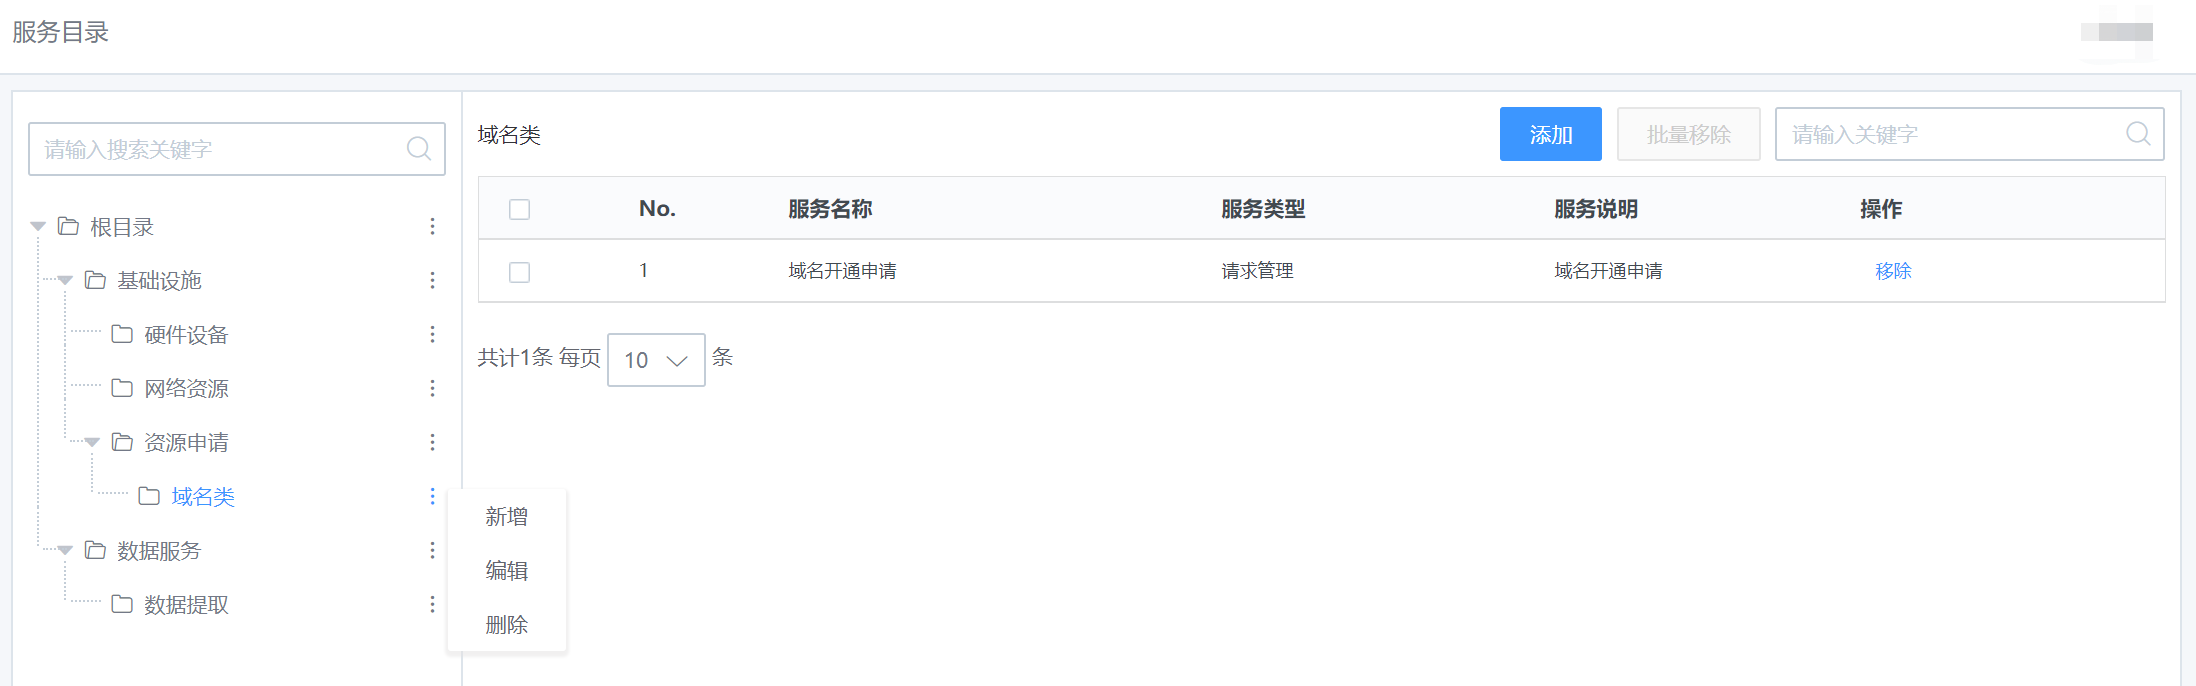 服务目录
请输入搜索关键字
根目录
基础设施
硬件设备
网络资源
资源申请
域名类
数据服务
数据提取
新增
编辑
删除
域名类
添加
批量移除
请输入关键字
No. 服务名称 服务类型 服务说明 操作
1 域名开通申请 请求管理 域名开通申请 移除
共计1条 每页 10 条